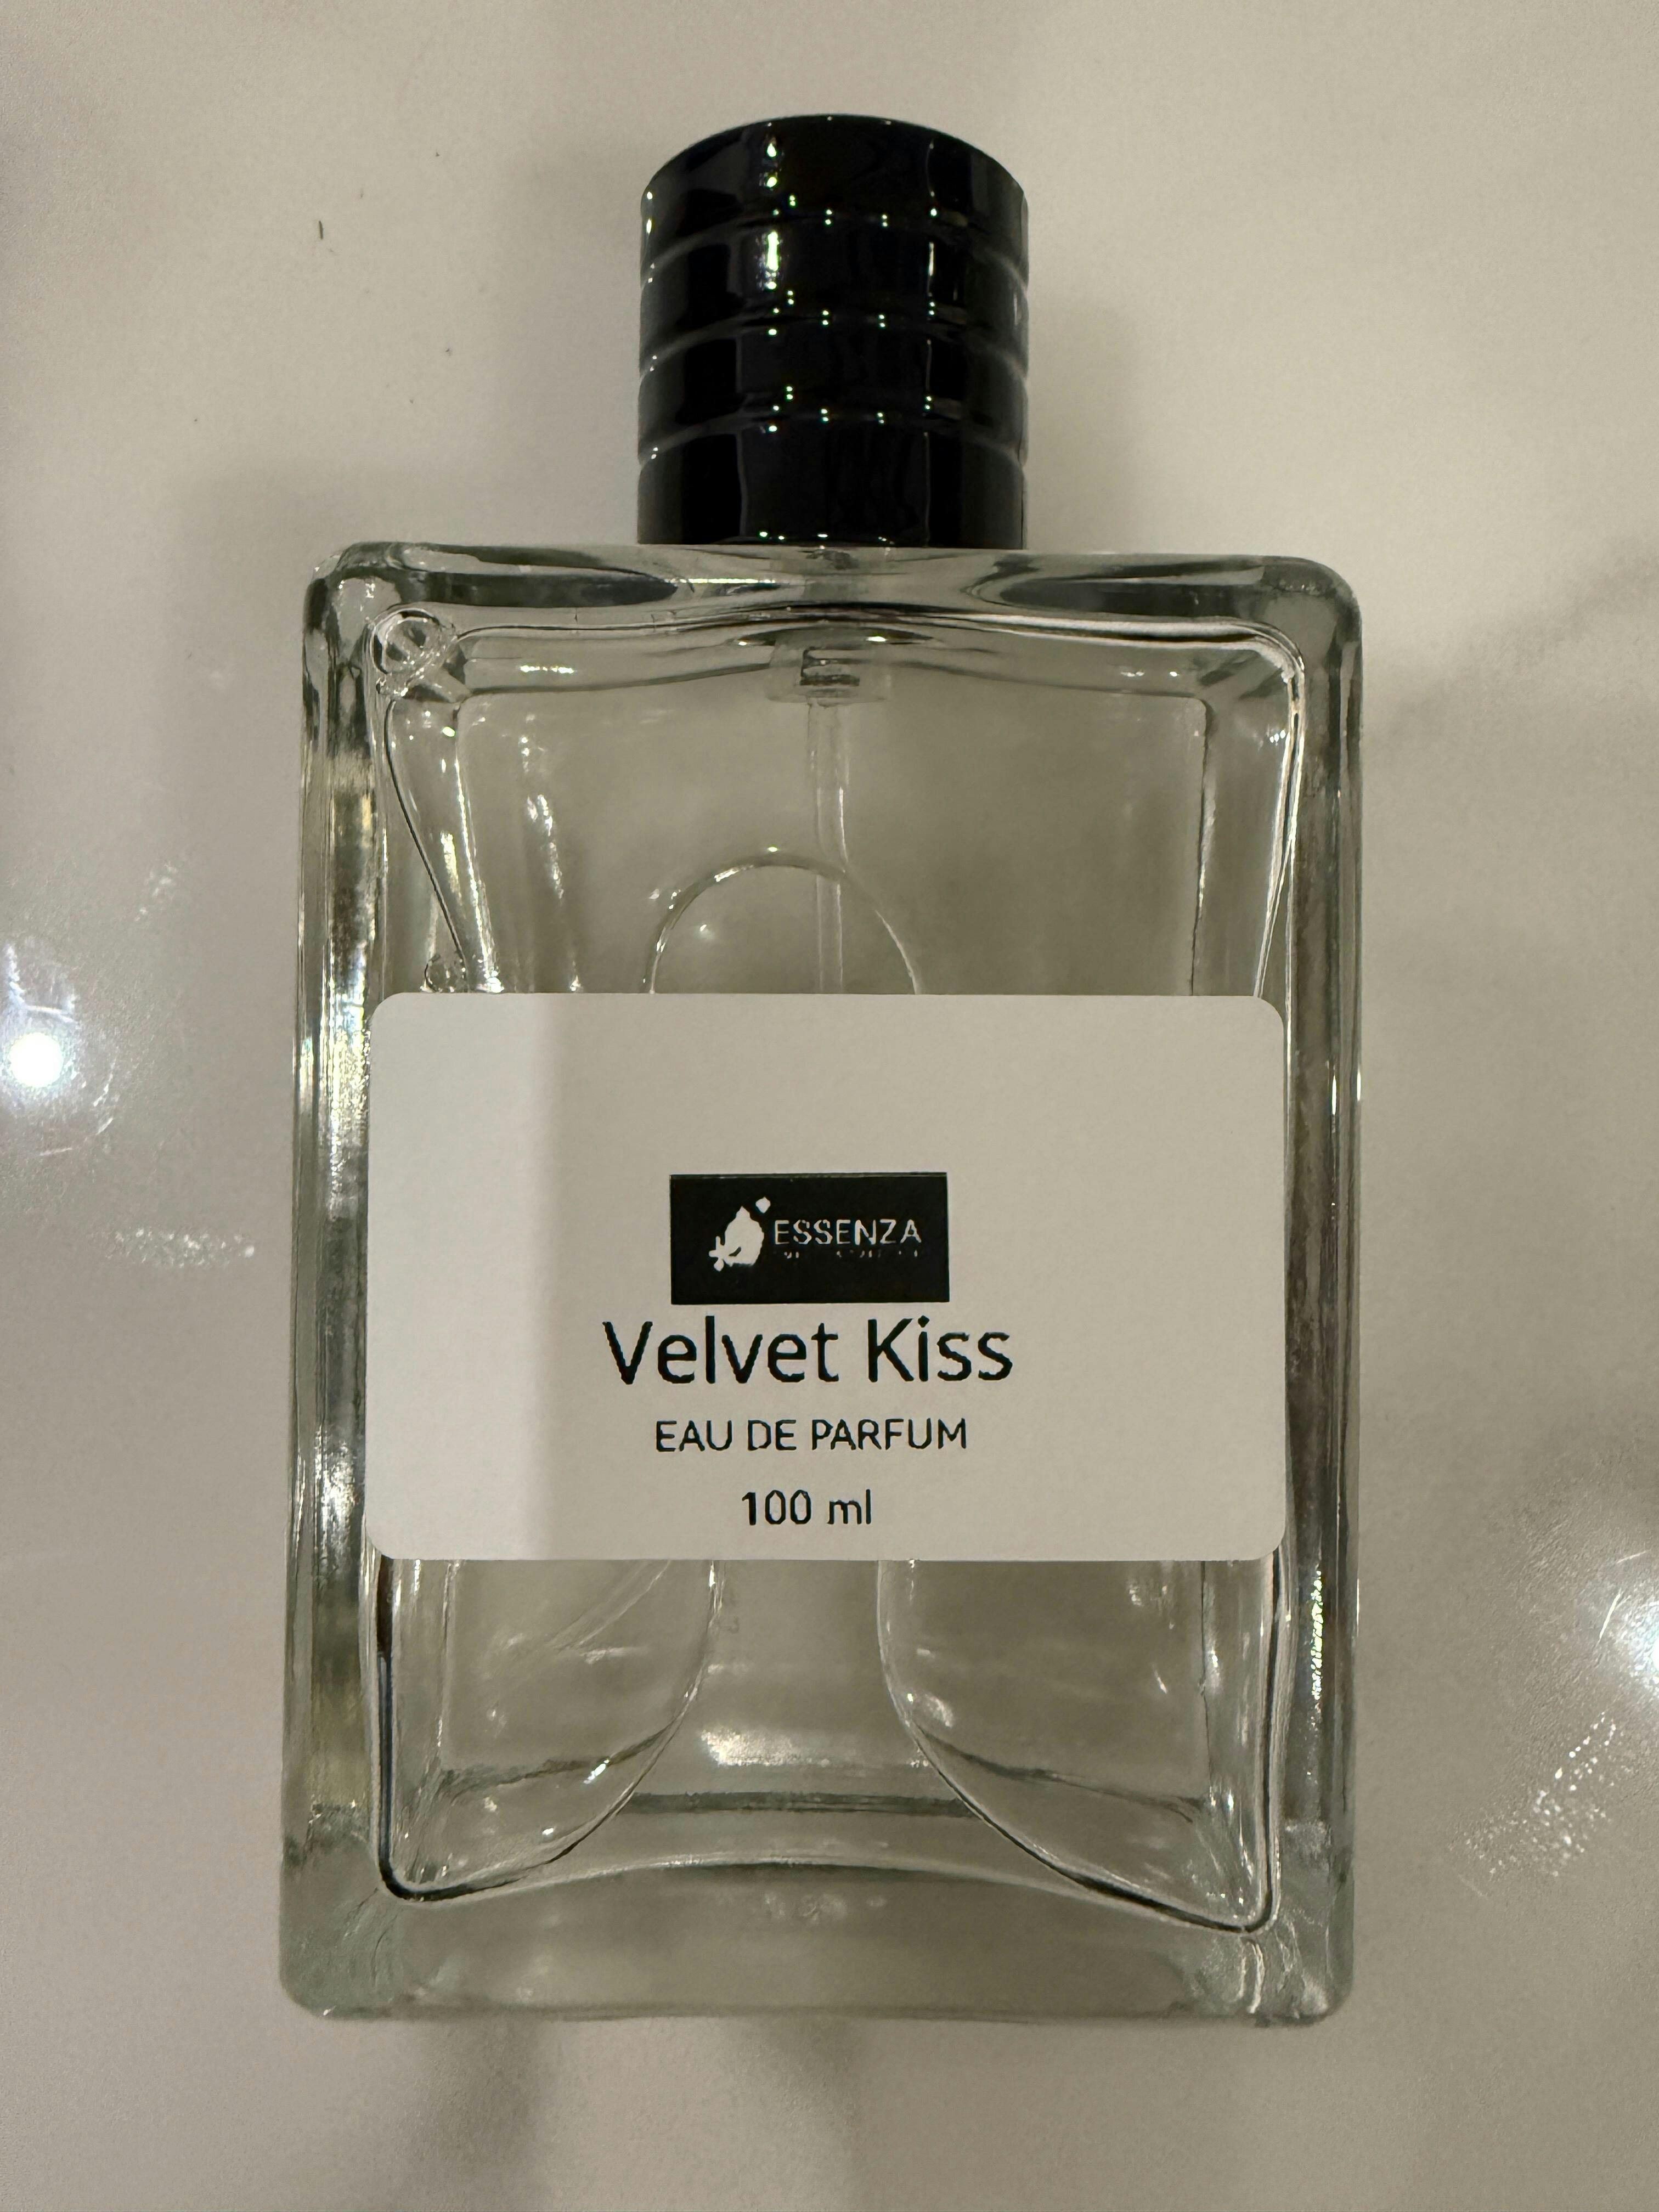 ESSENZA
Velvet Kiss
EAU DE PARFUM
100 ml